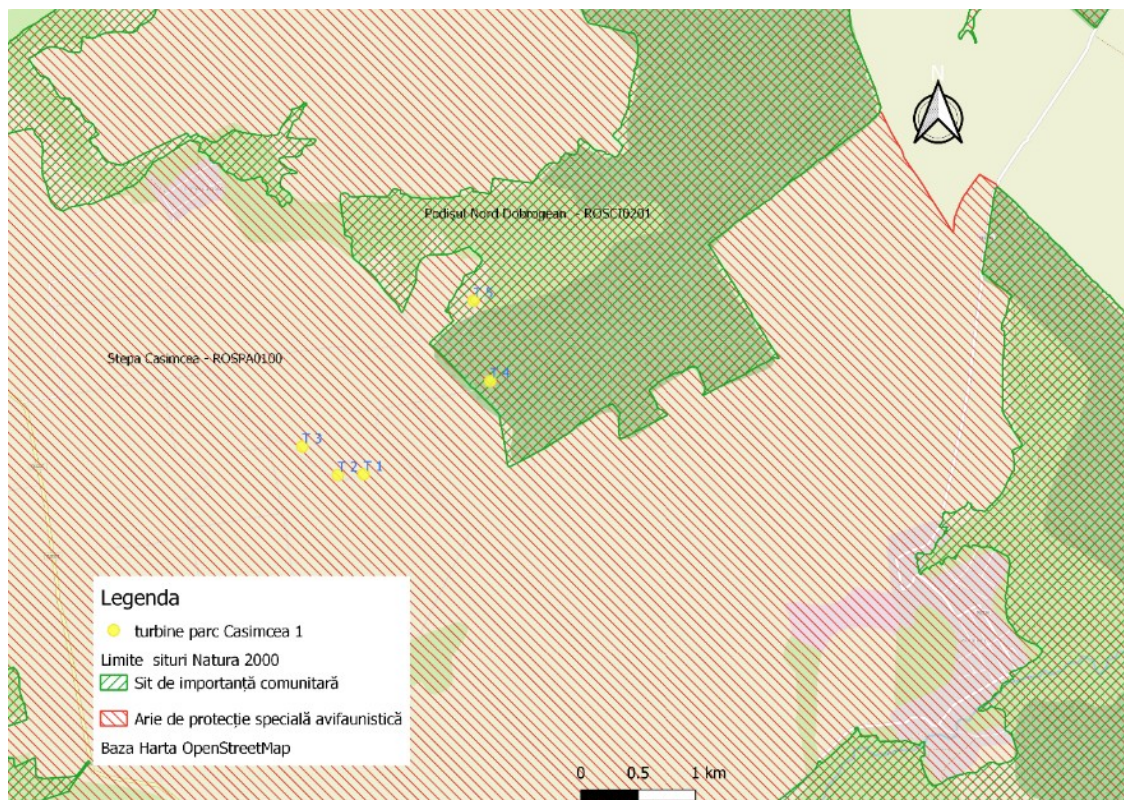 N
Podisul Nord Dobrogean - ROSCI0201
T 5
Stepa Casimcea - ROSPA0100
T 4
T 3
T 2
T 1
Legenda
turbine parc Casimcea 1
Limite situri Natura 2000
Sit de importanță comunitară
Arie de protecție specială avifaunistică
Baza Harta OpenStreetMap
0 0.5 1 km